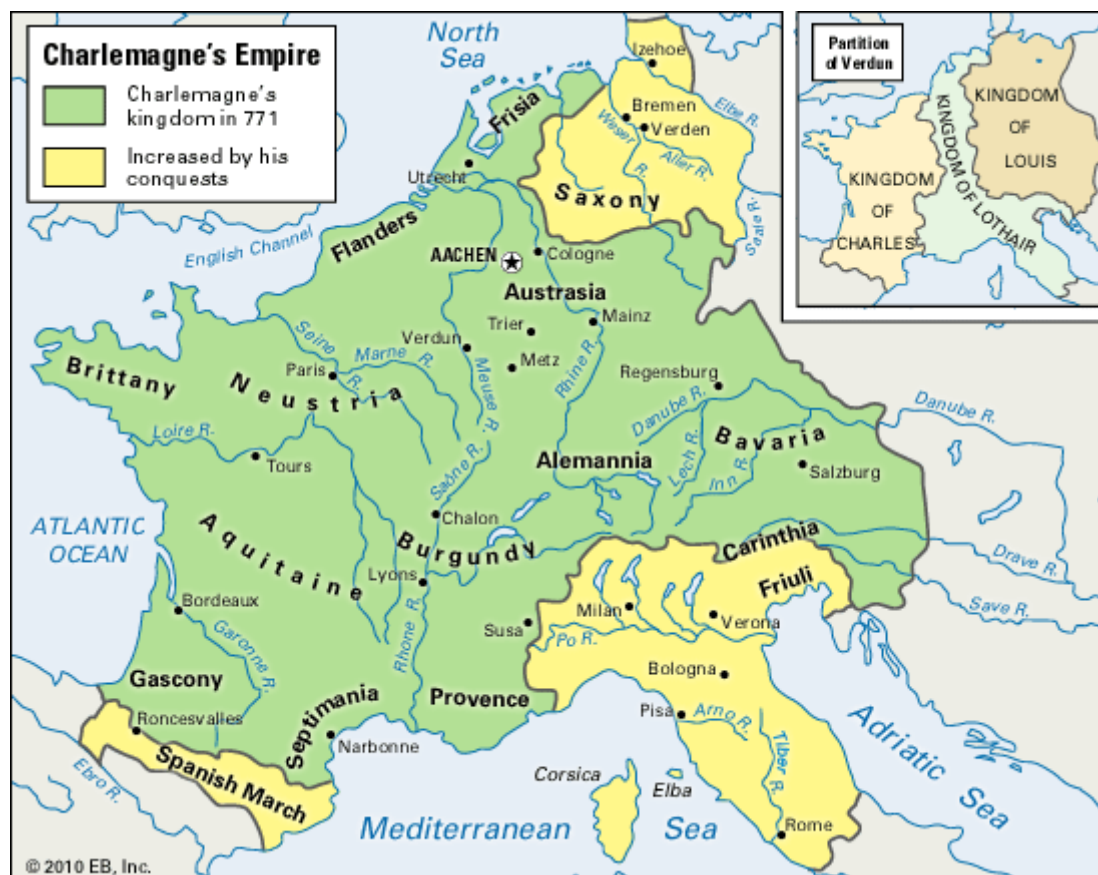 Charlemagne's Empire
Charlemagne's
kingdom in 771
Increased by his
conquests
North
Sea
Izehoe
Elbe R.
Bremen
Verden
Weser
R.
Aller R.
Frisia
Saxony
Saale R.
Utrecht
English Channel
Flanders
AACHEN
Cologne
Austrasia
Mainz
Trier
Verdun
Metz
Meuse R.
Rhine R.
Seine
R.
Marne R.
Paris
Brittany
Neustria
Regensburg
Danube R.
Danube R.
Lech R.
Inn R.
Bavaria
Salzburg
Loire R.
Tours
Alemannia
Saône R.
Chalon
ATLANTIC
OCEAN
Aquitaine
Burgundy
Lyons
Carinthia
Drave R.
Friuli
Save R.
Bordeaux
Garonne R.
Rhone R.
Susa
Milan
Verona
Po R.
Bologna
Gascony
Septimania
Provence
Pisa
Arno R.
Tiber R.
Adriatic
Sea
Roncesvalles
Narbonne
Spanish March
Ebro R.
Corsica
Elba
Mediterranean Sea
Rome
© 2010 EB, Inc.
Partition
of Verdun
KINGDOM
OF
LOUIS
KINGDOM OF LOTHAIR
KINGDOM
OF
CHARLES